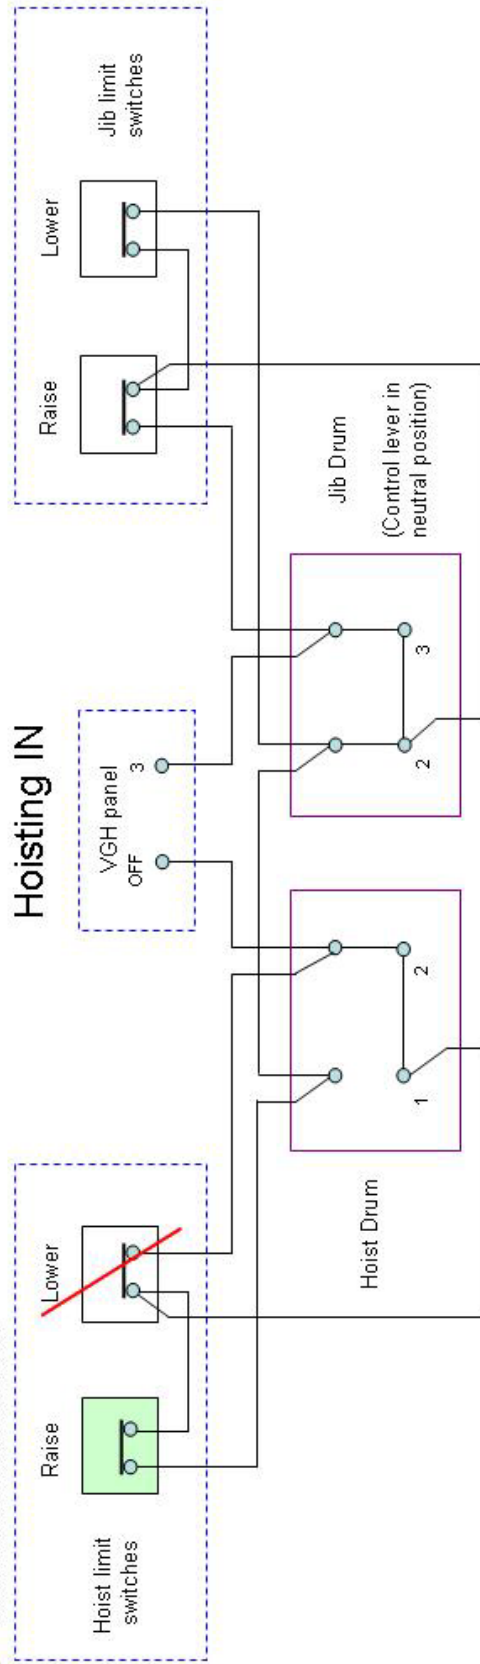 Hoisting IN
Hoist limit
switches
Raise
Lower
VGH panel
OFF
3
Raise
Lower
Jib limit
switches
Hoist Drum
1
2
2
3
Jib Drum
(Control lever in
neutral position)